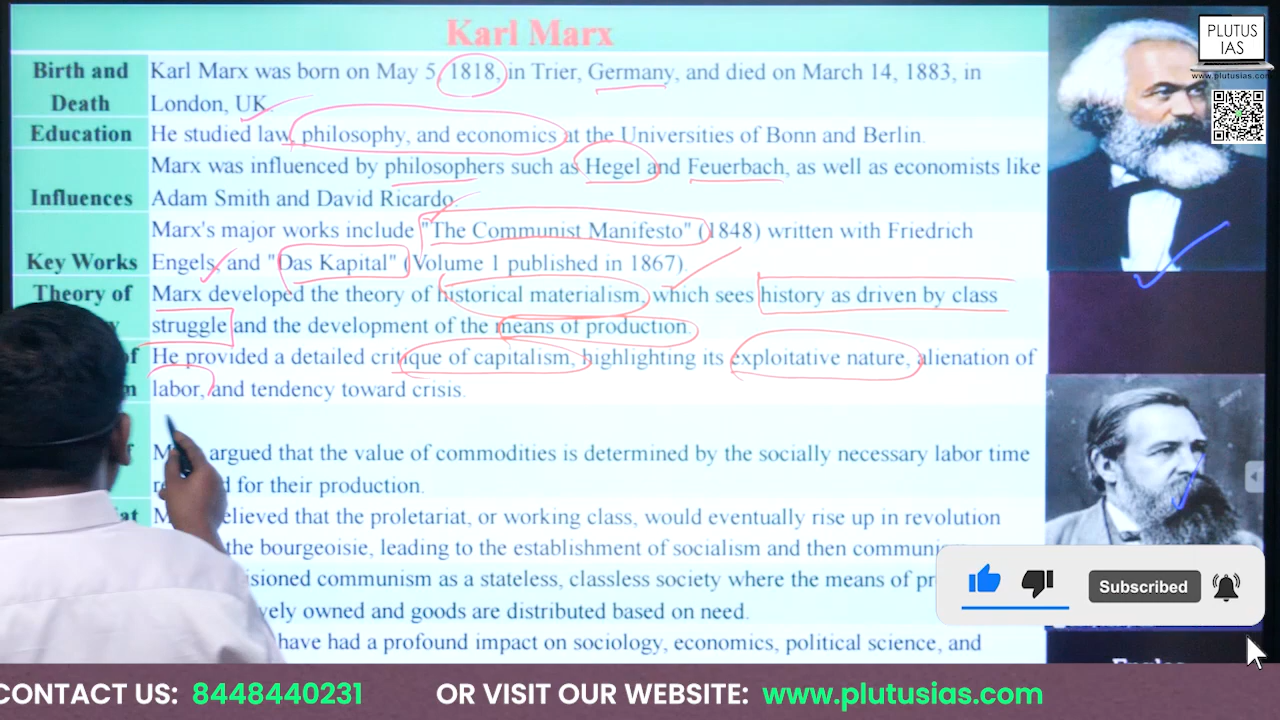 Karl Marx
PLUTUS
IAS
www.plutusias.com
Birth and
Death
Karl Marx was born on May 5, 1818, in Trier, Germany, and died on March 14, 1883, in
London, UK.
Education
He studied law, philosophy, and economics at the Universities of Bonn and Berlin.
Influences
Marx was influenced by philosophers such as Hegel and Feuerbach, as well as economists like
Adam Smith and David Ricardo.
Key Works
Marx's major works include "The Communist Manifesto" (1848) written with Friedrich
Engels, and "Das Kapital" (Volume 1 published in 1867).
Theory of
Marx developed the theory of historical materialism, which sees history as driven by class
struggle and the development of the means of production.
of
He provided a detailed critique of capitalism, highlighting its exploitative nature, alienation of
labor, and tendency toward crisis.
argued that the value of commodities is determined by the socially necessary labor time
for their production.
believed that the proletariat, or working class, would eventually rise up in revolution
the bourgeoisie, leading to the establishment of socialism and then
communism as a stateless, classless society where the means of
owned and goods are distributed based on need.
have had a profound impact on sociology, economics, political science, and
Subscribed
CONTACT US: 8448440231 OR VISIT OUR WEBSITE: www.plutusias.com